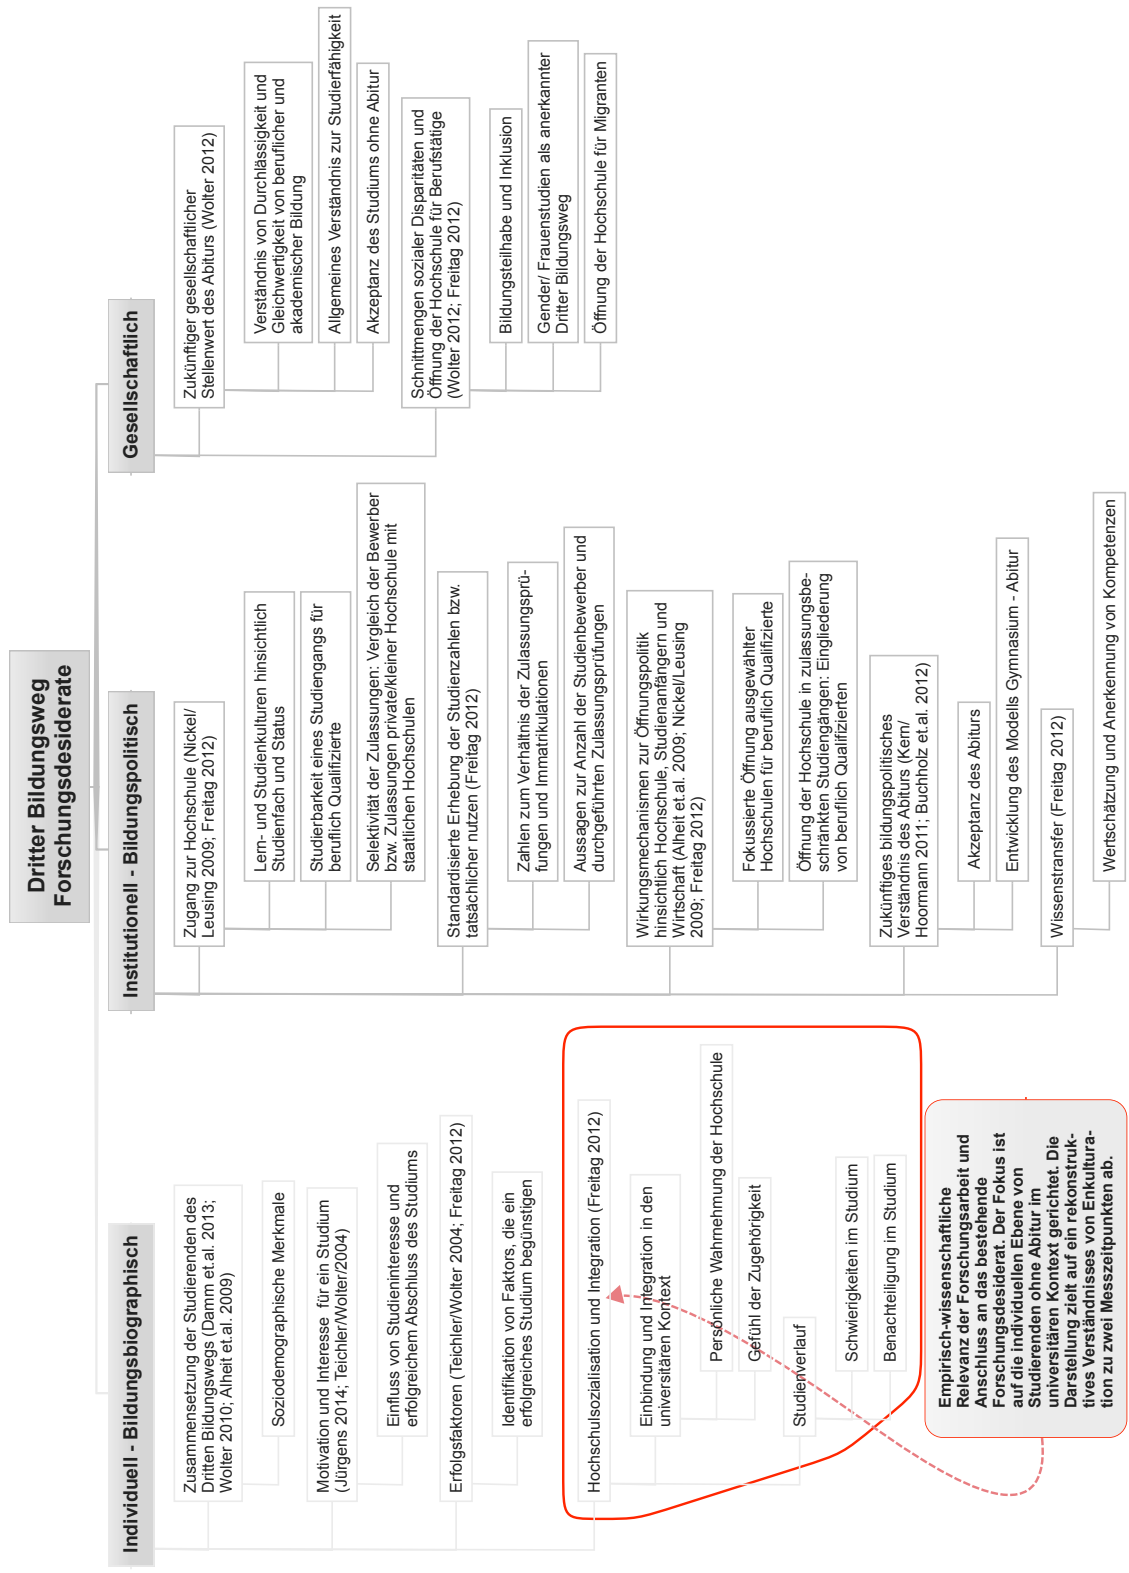 Dritter Bildungsweg
Forschungsdesiderate
Individuell - Bildungsbiographisch
Zusammensetzung der Studierenden des
Dritten Bildungswegs (Damm et.al. 2013;
Wolter 2010; Alheit et.al. 2009)
Soziodemographische Merkmale
Motivation und Interesse für ein Studium
(Jürgens 2014; Teichler/Wolter/2004)
Einfluss von Studieninteresse und
erfolgreichem Abschluss des Studiums
Erfolgsfaktoren (Teichler/Wolter 2004; Freitag 2012)
Identifikation von Faktors, die ein
erfolgreiches Studium begünstigen
Hochschulsozialisation und Integration (Freitag 2012)
Einbindung und Integration in den
universitären Kontext
Persönliche Wahrnehmung der Hochschule
Gefühl der Zugehörigkeit
Studienverlauf
Schwierigkeiten im Studium
Benachteiligung im Studium
Empirisch-wissenschaftliche
Relevanz der Forschungsarbeit und
Anschluss an das bestehende
Forschungsdesiderat. Der Fokus ist
auf die individuellen Ebene von
Studierenden ohne Abitur im
universitären Kontext gerichtet. Die
Darstellung zielt auf ein rekonstruk-
tives Verständnisses von Enkultura-
tion zu zwei Messzeitpunkten ab.
Institutionell - Bildungspolitisch
Zugang zur Hochschule (Nickel/
Leusing 2009; Freitag 2012)
Lern- und Studienkulturen hinsichtlich
Studienfach und Status
Studierbarkeit eines Studiengangs für
beruflich Qualifizierte
Selektivität der Zulassungen: Vergleich der Bewerber
bzw. Zulassungen private/kleiner Hochschule mit
staatlichen Hochschulen
Standardisierte Erhebung der Studienzahlen bzw.
tatsächlicher nutzen (Freitag 2012)
Zahlen zum Verhältnis der Zulassungsprü-
fungen und Immatrikulationen
Aussagen zur Anzahl der Studienbewerber und
durchgeführten Zulassungsprüfungen
Wirkungsmechanismen zur Öffnungspolitik
hinsichtlich Hochschule, Studienanfängern und
Wirtschaft (Alheit et.al. 2009; Nickel/Leusing
2009; Freitag 2012)
Fokussierte Öffnung ausgewählter
Hochschulen für beruflich Qualifizierte
Öffnung der Hochschule in zulassungsbe-
schränkten Studiengängen: Eingliederung
von beruflich Qualifizierten
Zukünftiges bildungspolitisches
Verständnis des Abiturs (Kern/
Hoormann 2011; Buchholz et.al. 2012)
Akzeptanz des Abiturs
Entwicklung des Modells Gymnasium - Abitur
Wissenstransfer (Freitag 2012)
Wertschätzung und Anerkennung von Kompetenzen
Gesellschaftlich
Zukünftiger gesellschaftlicher
Stellenwert des Abiturs (Wolter 2012)
Verständnis von Durchlässigkeit und
Gleichwertigkeit von beruflicher und
akademischer Bildung
Allgemeines Verständnis zur Studierfähigkeit
Akzeptanz des Studiums ohne Abitur
Schnittmengen sozialer Disparitäten und
Öffnung der Hochschule für Berufstätige
(Wolter 2012; Freitag 2012)
Bildungsteilhabe und Inklusion
Gender/ Frauenstudien als anerkannter
Dritter Bildungsweg
Öffnung der Hochschule für Migranten